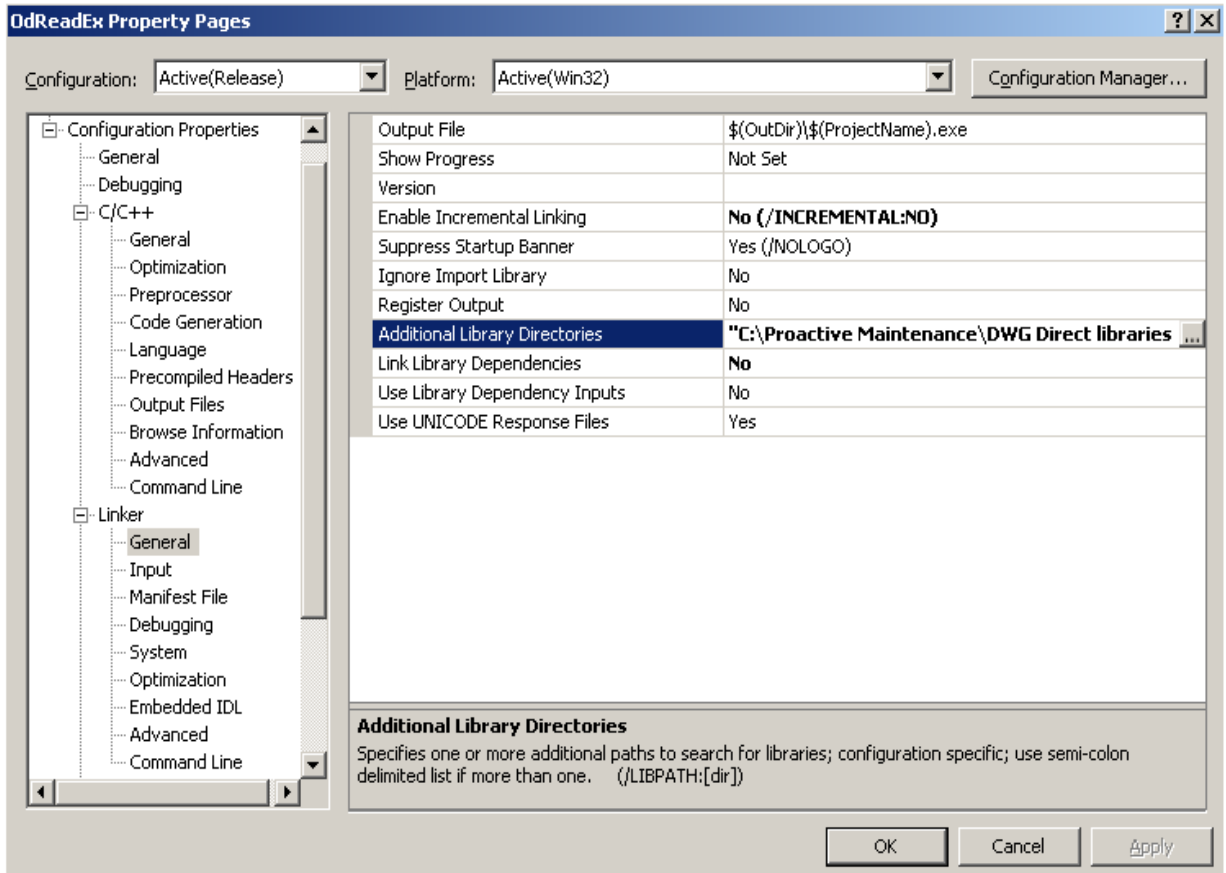 OdReadEx Property Pages
Configuration: Active(Release) Platform: Active(Win32) Configuration Manager...
Configuration Properties
General
Debugging
C/C++
General
Optimization
Preprocessor
Code Generation
Language
Precompiled Headers
Output Files
Browse Information
Advanced
Command Line
Linker
General
Input
Manifest File
Debugging
System
Optimization
Embedded IDL
Advanced
Command Line
Output File $(OutDir)\$(ProjectName).exe
Show Progress Not Set
Version
Enable Incremental Linking No (/INCREMENTAL:NO)
Suppress Startup Banner Yes (/NOLOGO)
Ignore Import Library No
Register Output No
Additional Library Directories "C:\Proactive Maintenance\DWG Direct libraries ...
Link Library Dependencies No
Use Library Dependency Inputs No
Use UNICODE Response Files Yes
Additional Library Directories
Specifies one or more additional paths to search for libraries; configuration specific; use semi-colon
delimited list if more than one. (/LIBPATH:[dir])
OK Cancel Apply